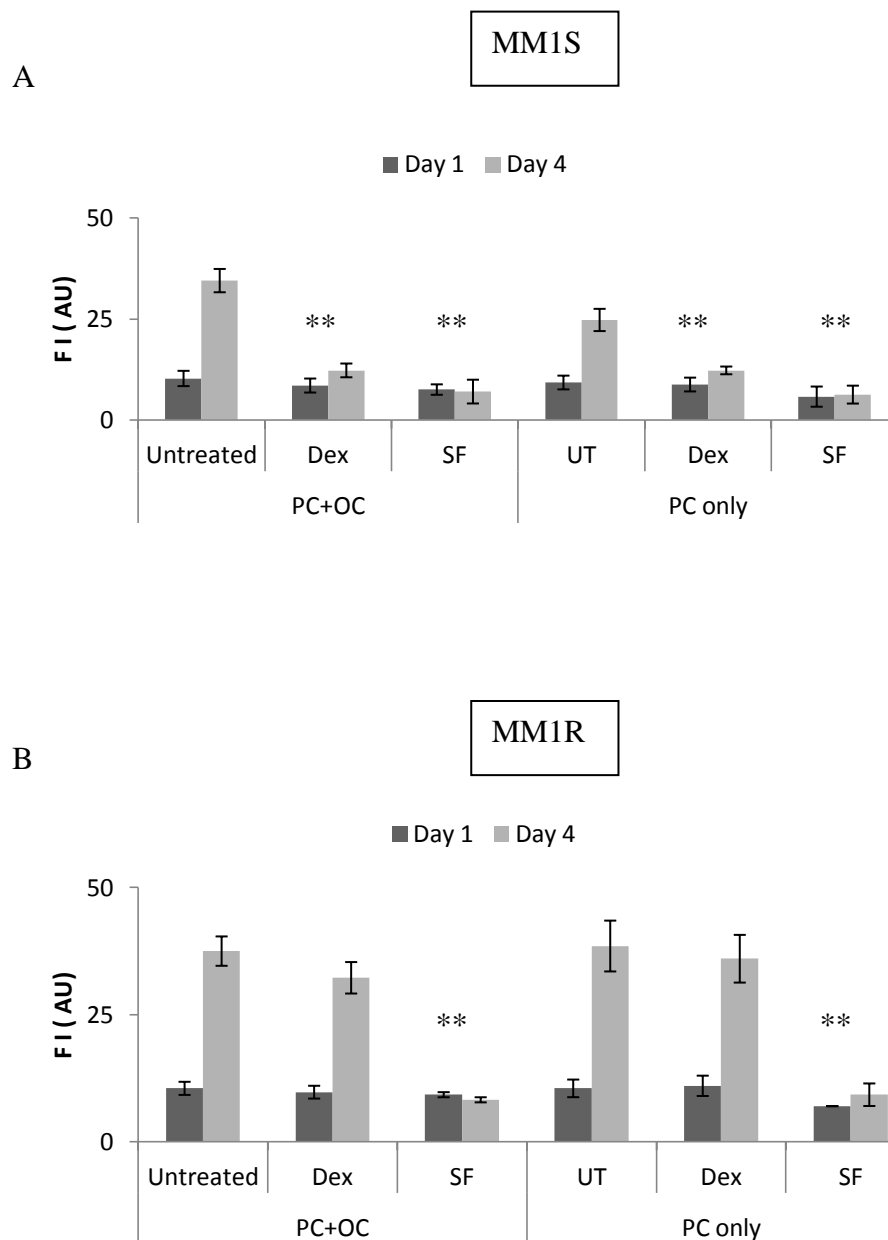 MM1S
A
Day 1 Day 4
50
25
0
F I ( AU)
** ** ** **
Untreated Dex SF UT Dex SF
PC+OC PC only
MM1R
B
Day 1 Day 4
50
25
0
F I ( AU)
** **
Untreated Dex SF UT Dex SF
PC+OC PC only